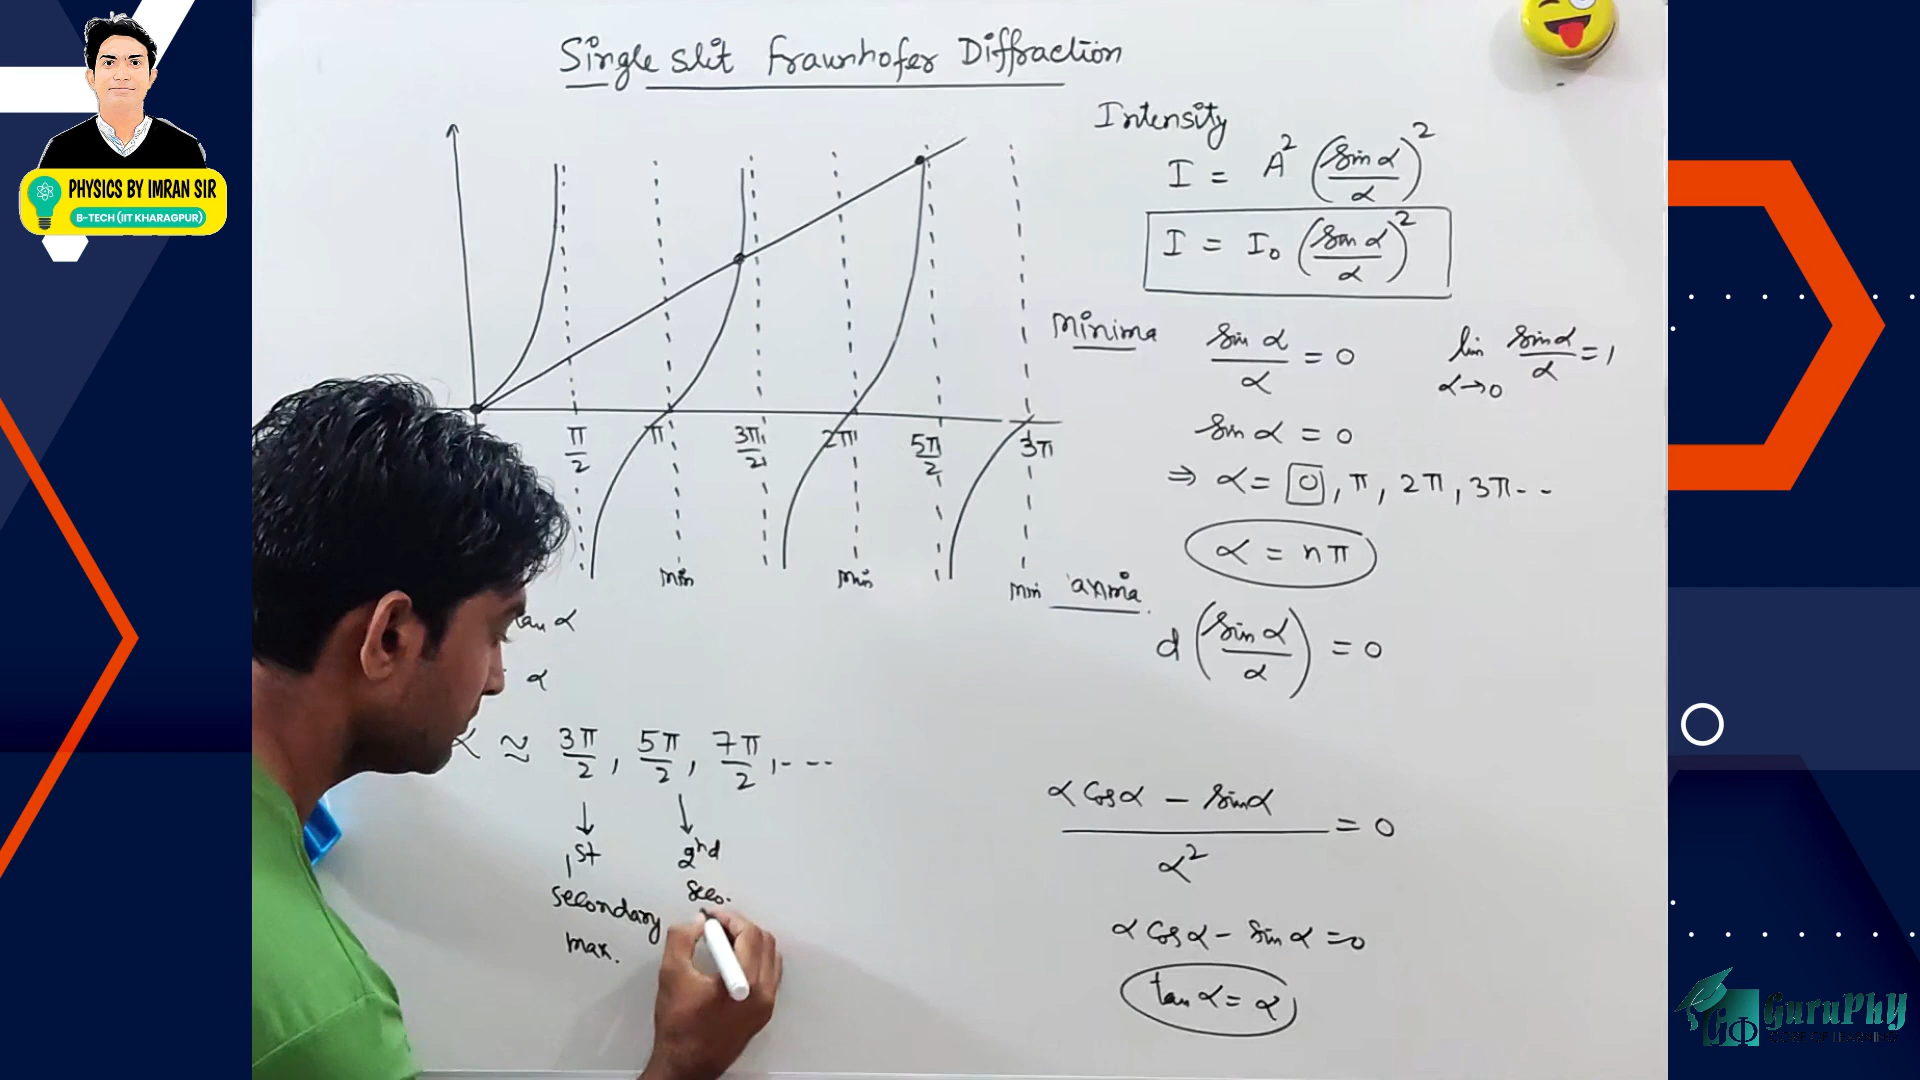 PHYSICS BY IMRAN SIR
B-TECH (IIT KHARAGPUR)
Single slit Fraunhofer Diffraction
Intensity
I = A² (sin α / α)²
I = I₀ (sin α / α)²
Minima
sin α / α = 0
lim α→0 sin α / α = 1
sin α = 0
⇒ α = 0, π, 2π, 3π - -
α = nπ
π/2 π 3π/2 2π 5π/2 3π
min min min
axima
d (sin α / α) = 0
tan α
α
α ≈ 3π/2, 5π/2, 7π/2, - - -
↓ ↓
1st 2nd
secondary seco.
max.
α cos α − sin α / α² = 0
α cos α − sin α = 0
tan α = α
GuruPhy
GΦ